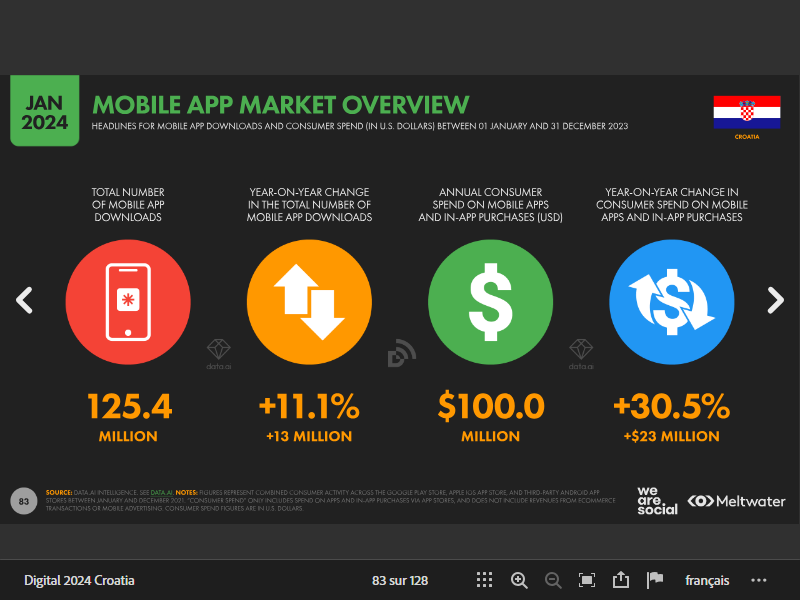 JAN
2024
MOBILE APP MARKET OVERVIEW
HEADLINES FOR MOBILE APP DOWNLOADS AND CONSUMER SPEND (IN U.S. DOLLARS) BETWEEN 01 JANUARY AND 31 DECEMBER 2023
CROATIA
TOTAL NUMBER
OF MOBILE APP
DOWNLOADS
YEAR-ON-YEAR CHANGE
IN THE TOTAL NUMBER OF
MOBILE APP DOWNLOADS
ANNUAL CONSUMER
SPEND ON MOBILE APPS
AND IN-APP PURCHASES (USD)
YEAR-ON-YEAR CHANGE IN
CONSUMER SPEND ON MOBILE
APPS AND IN-APP PURCHASES
data.ai
data.ai
125.4
MILLION
+11.1%
+13 MILLION
$100.0
MILLION
+30.5%
+$23 MILLION
83
SOURCE: DATA.AI INTELLIGENCE. SEE DATA.AI. NOTES: FIGURES REPRESENT COMBINED CONSUMER ACTIVITY ACROSS THE GOOGLE PLAY STORE, APPLE IOS APP STORE, AND THIRD-PARTY ANDROID APP
STORES BETWEEN JANUARY AND DECEMBER 2021. "CONSUMER SPEND" ONLY INCLUDES SPEND ON APPS AND IN-APP PURCHASES VIA APP STORES, AND DOES NOT INCLUDE REVENUES FROM ECOMMERCE
TRANSACTIONS OR MOBILE ADVERTISING. CONSUMER SPEND FIGURES ARE IN U.S. DOLLARS.
we
are.
social
Meltwater
Digital 2024 Croatia
83 sur 128
français